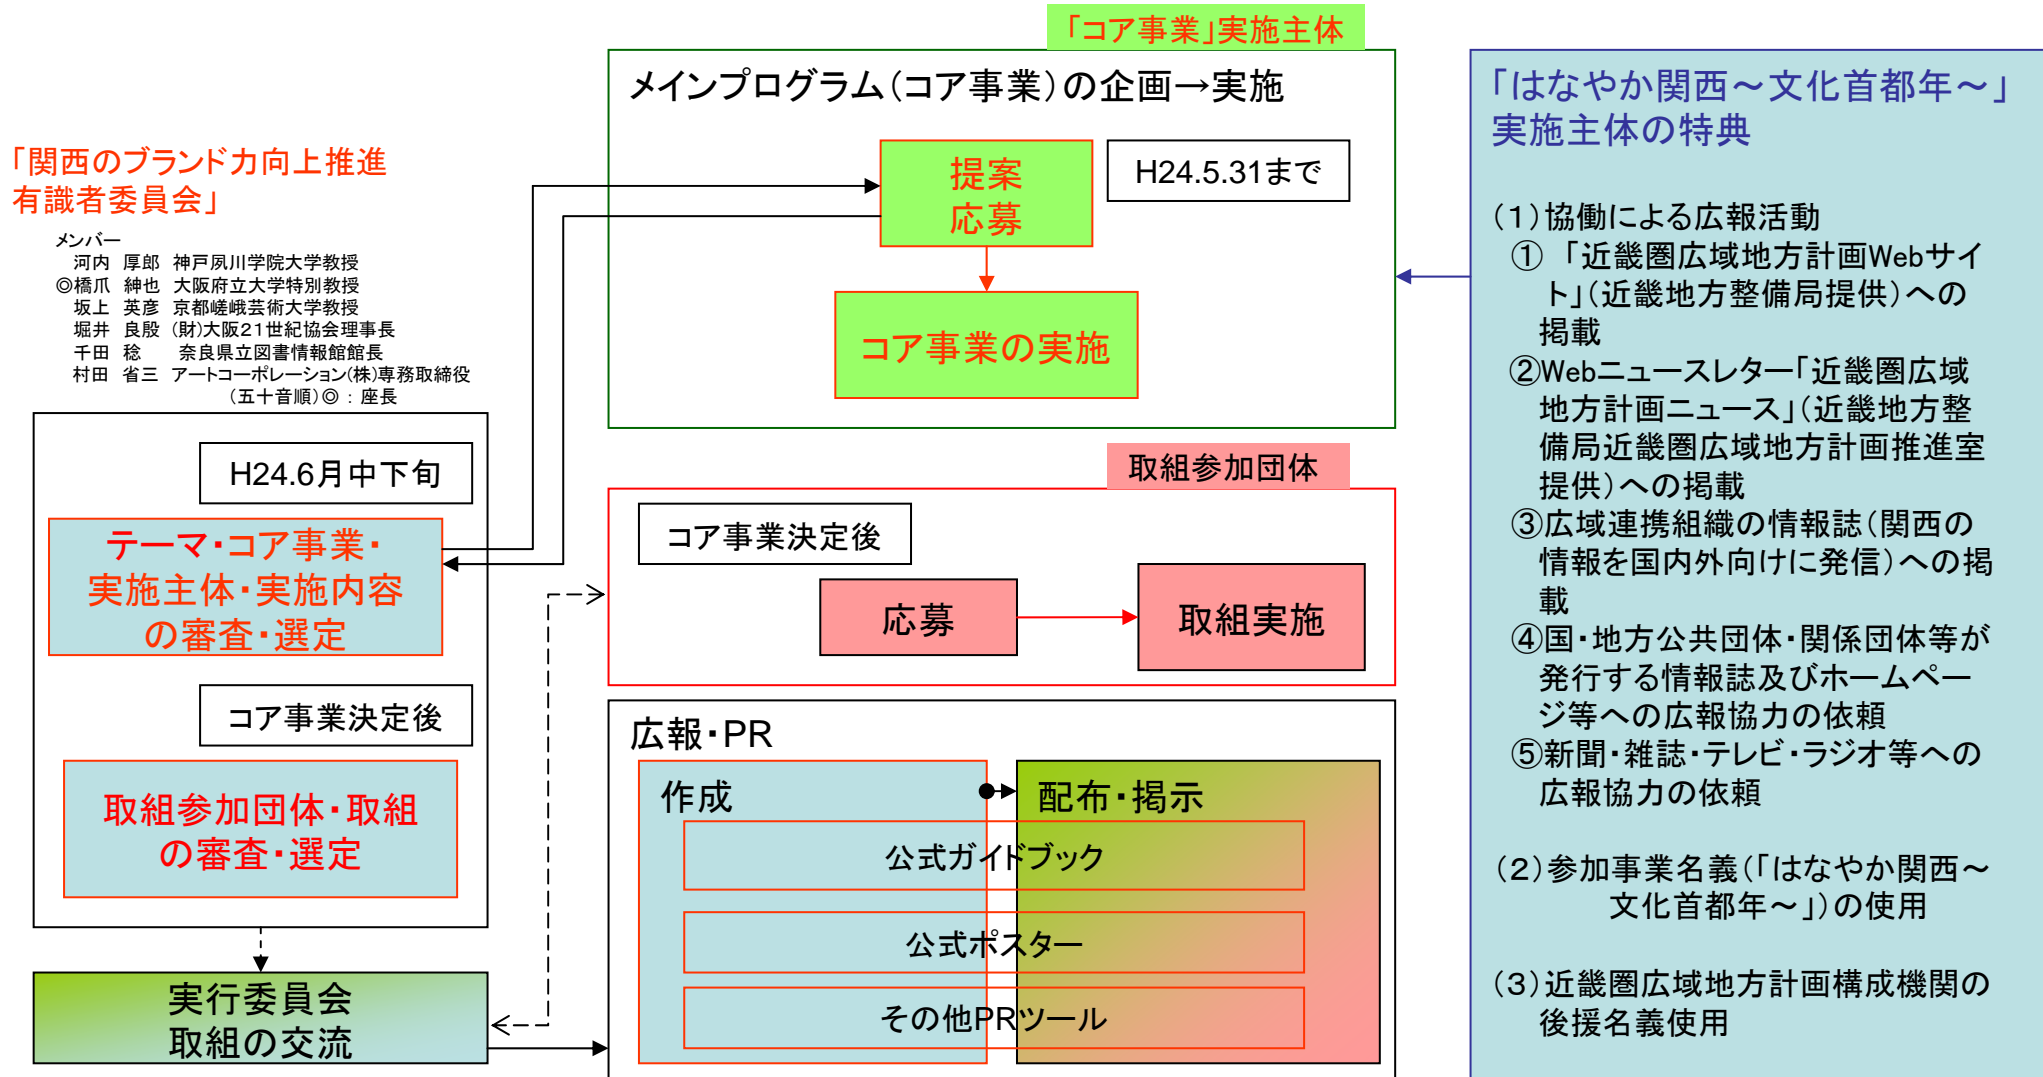 「関西のブランド力向上推進
有識者委員会」
メンバー
河内 厚郎 神戸夙川学院大学教授
◎橋爪 紳也 大阪府立大学特別教授
坂上 英彦 京都嵯峨芸術大学教授
堀井 良殷 (財)大阪21世紀協会理事長
千田 稔 奈良県立図書情報館館長
村田 省三 アートコーポレーション(株)専務取締役
(五十音順)◎：座長
H24.6月中下旬
テーマ・コア事業・
実施主体・実施内容
の審査・選定
コア事業決定後
取組参加団体・取組
の審査・選定
実行委員会
取組の交流
「コア事業」実施主体
メインプログラム(コア事業)の企画→実施
提案
応募
H24.5.31まで
コア事業の実施
取組参加団体
コア事業決定後
応募
取組実施
広報・PR
作成
配布・掲示
公式ガイドブック
公式ポスター
その他PRツール
「はなやか関西～文化首都年～」
実施主体の特典
(1)協働による広報活動
①「近畿圏広域地方計画Webサイ
ト」(近畿地方整備局提供)への
掲載
②Webニュースレター「近畿圏広域
地方計画ニュース」(近畿地方整
備局近畿圏広域地方計画推進室
提供)への掲載
③広域連携組織の情報誌(関西の
情報を国内外向けに発信)への掲
載
④国・地方公共団体・関係団体等が
発行する情報誌及びホームペー
ジ等への広報協力の依頼
⑤新聞・雑誌・テレビ・ラジオ等への
広報協力の依頼
(2)参加事業名義(「はなやか関西～
文化首都年～」)の使用
(3)近畿圏広域地方計画構成機関の
後援名義使用